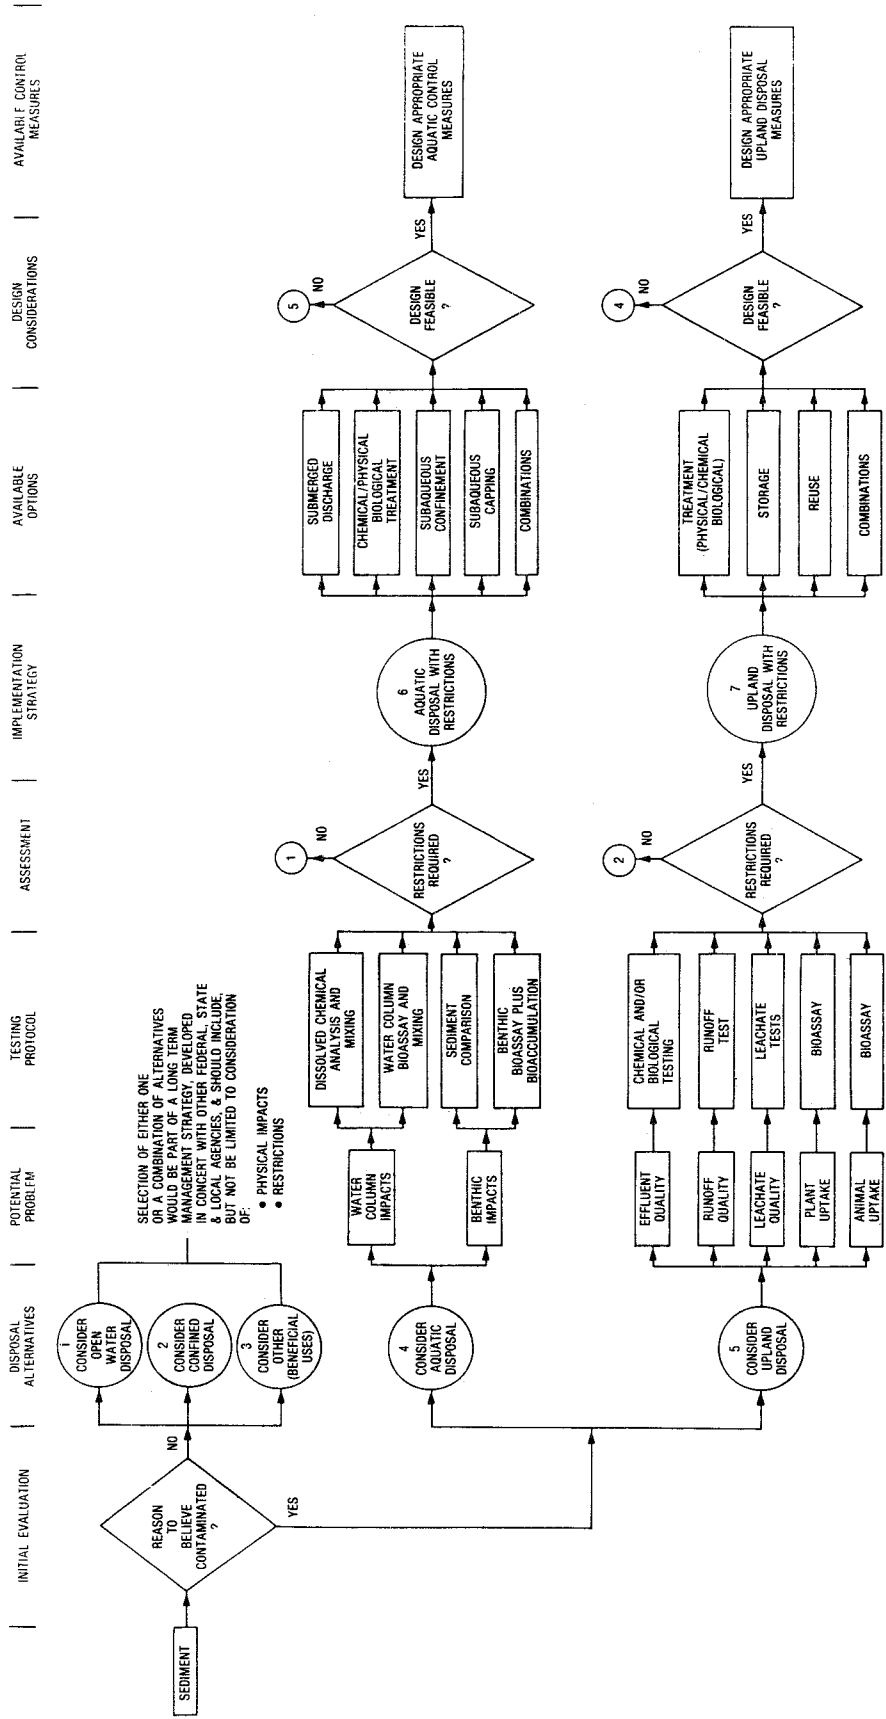 INITIAL EVALUATION
DISPOSAL
ALTERNATIVES
POTENTIAL
PROBLEM
TESTING
PROTOCOL
ASSESSMENT
IMPLEMENTATION
STRATEGY
AVAILABLE
OPTIONS
DESIGN
CONSIDERATIONS
AVAILABLE CONTROL
MEASURES
SEDIMENT
REASON
TO
BELIEVE
CONTAMINATED
?
NO
YES
1
CONSIDER
OPEN
WATER
DISPOSAL
2
CONSIDER
CONFINED
DISPOSAL
3
CONSIDER
OTHER
(BENEFICIAL
USES)
SELECTION OF EITHER ONE
OR A COMBINATION OF ALTERNATIVES
WOULD BE PART OF A LONG TERM
MANAGEMENT STRATEGY, DEVELOPED
IN CONCERT WITH OTHER FEDERAL, STATE
& LOCAL AGENCIES, & SHOULD INCLUDE,
BUT NOT BE LIMITED TO CONSIDERATION
OF:
• PHYSICAL IMPACTS
• RESTRICTIONS
4
CONSIDER
AQUATIC
DISPOSAL
WATER
COLUMN
IMPACTS
BENTHIC
IMPACTS
DISSOLVED CHEMICAL
ANALYSIS AND
MIXING
WATER COLUMN
BIOASSAY AND
MIXING
SEDIMENT
COMPARISON
BENTHIC
BIOASSAY PLUS
BIOACCUMULATION
RESTRICTIONS
REQUIRED
?
NO
1
YES
6
AQUATIC
DISPOSAL WITH
RESTRICTIONS
SUBMERGED
DISCHARGE
CHEMICAL/PHYSICAL
BIOLOGICAL
TREATMENT
SUBAQUEOUS
CONFINEMENT
SUBAQUEOUS
CAPPING
COMBINATIONS
DESIGN
FEASIBLE
?
NO
5
YES
DESIGN APPROPRIATE
AQUATIC CONTROL
MEASURES
5
CONSIDER
UPLAND
DISPOSAL
EFFLUENT
QUALITY
RUNOFF
QUALITY
LEACHATE
QUALITY
PLANT
UPTAKE
ANIMAL
UPTAKE
CHEMICAL AND/OR
BIOLOGICAL
TESTING
RUNOFF
TEST
LEACHATE
TESTS
BIOASSAY
BIOASSAY
RESTRICTIONS
REQUIRED
?
NO
2
YES
7
UPLAND
DISPOSAL WITH
RESTRICTIONS
TREATMENT
(PHYSICAL/CHEMICAL
BIOLOGICAL)
STORAGE
REUSE
COMBINATIONS
DESIGN
FEASIBLE
?
NO
4
YES
DESIGN APPROPRIATE
UPLAND DISPOSAL
MEASURES